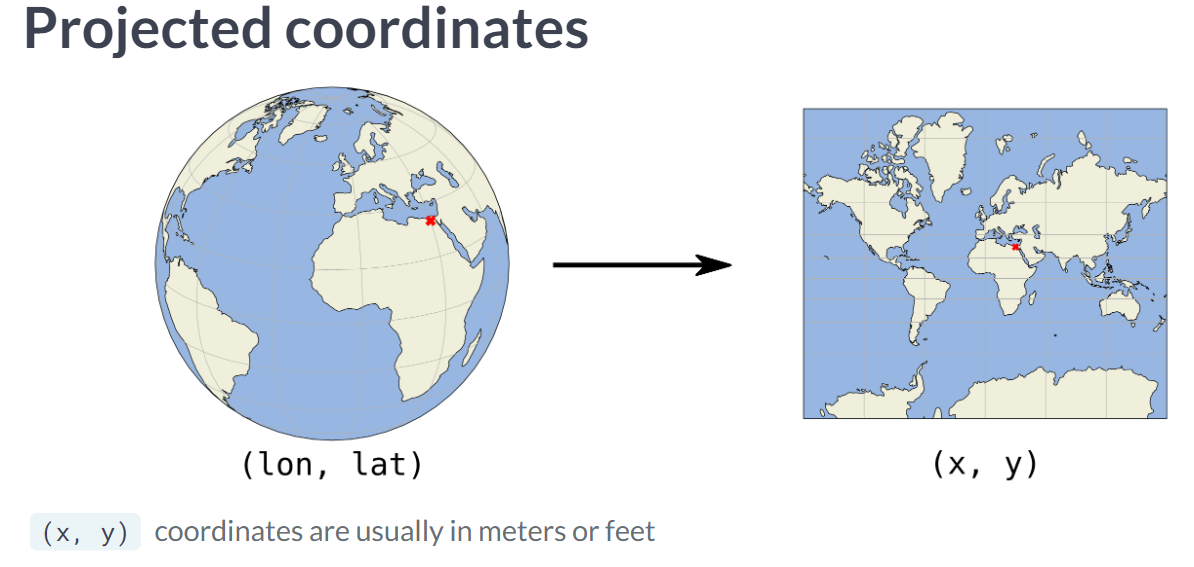 Projected coordinates
(lon, lat)
(x, y)
(x, y) coordinates are usually in meters or feet